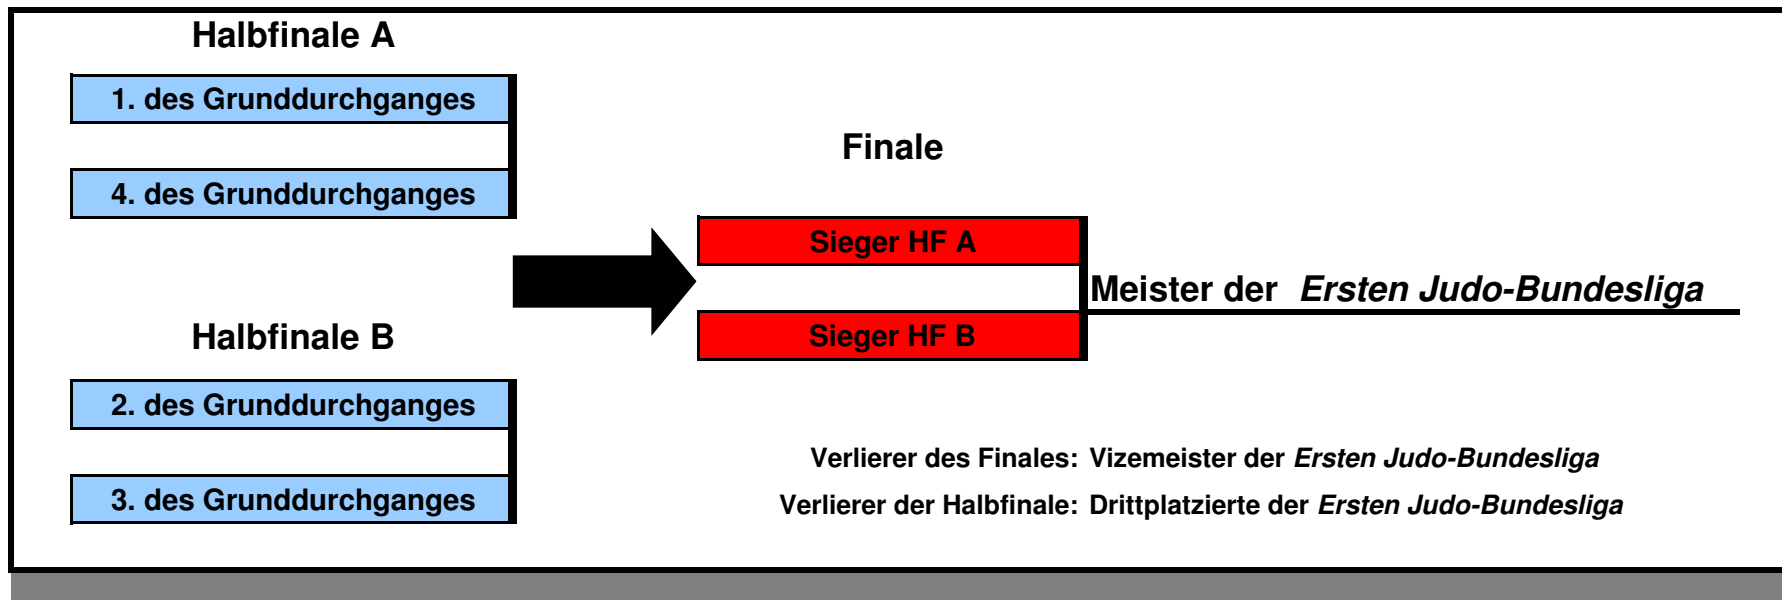 Halbfinale A
1. des Grunddurchganges
4. des Grunddurchganges
Halbfinale B
2. des Grunddurchganges
3. des Grunddurchganges
Finale
Sieger HF A
Sieger HF B
Meister der Ersten Judo-Bundesliga
Verlierer des Finales: Vizemeister der Ersten Judo-Bundesliga
Verlierer der Halbfinale: Drittplatzierte der Ersten Judo-Bundesliga